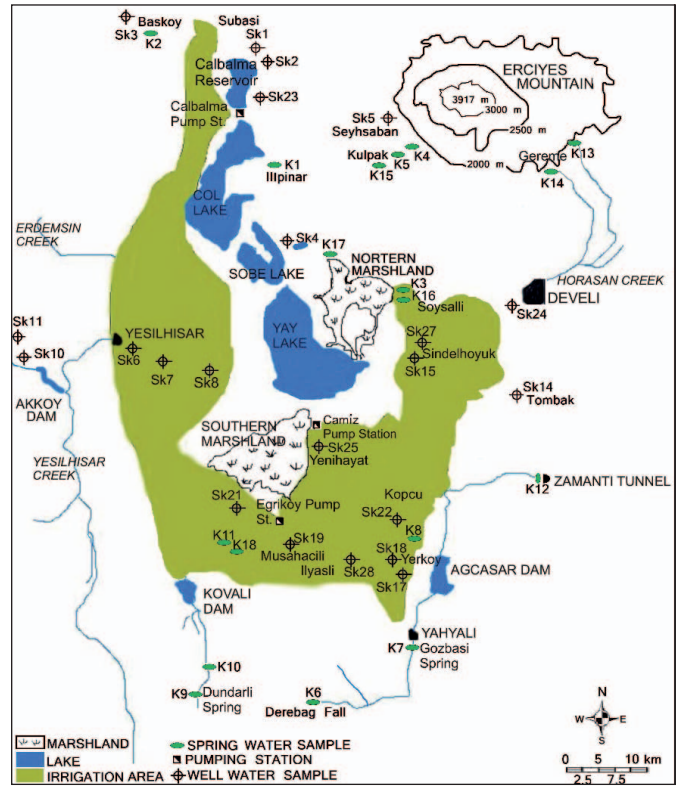 Baskoy
Sk3
K2
Subasi
Sk1
Sk2
Calbalma
Reservoir
Sk23
Calbalma
Pump St.
ERCIYES
MOUNTAIN
3917 m
3000 m
2500 m
2000 m
Sk5
Seyhsaban
Kulpak
K5
K4
K15
Gereme
K13
K14
K1
Illpinar
COL
LAKE
ERDEMSIN
CREEK
Sk4
K17
SOBE LAKE
NORTERN
MARSHLAND
K3
K16
Soysalli
HORASAN CREEK
DEVELI
Sk24
Sk11
Sk10
YESILHISAR
Sk6
Sk7
Sk8
YAY
LAKE
Sk27
Sindelhoyuk
Sk15
AKKOY
DAM
Sk14
Tombak
SOUTHERN
MARSHLAND
Camiz
Pump Station
Sk25
Yenihayat
YESILHISAR
CREEK
K12
ZAMANTI TUNNEL
Sk21
Egrikoy Pump
St.
Kopcu
Sk22
K8
K11
K18
Sk19
Musahacili
Ilyasli
Sk28
Sk18
Yerkoy
Sk17
AGCASAR DAM
KOVALI
DAM
YAHYALI
K7
Gozbasi
Spring
K10
K9
Dundarli
Spring
K6
Derebag Fall
N
W
E
S
MARSHLAND
LAKE
IRRIGATION AREA
SPRING WATER SAMPLE
PUMPING STATION
WELL WATER SAMPLE
0 5 10 km
2.5 7.5